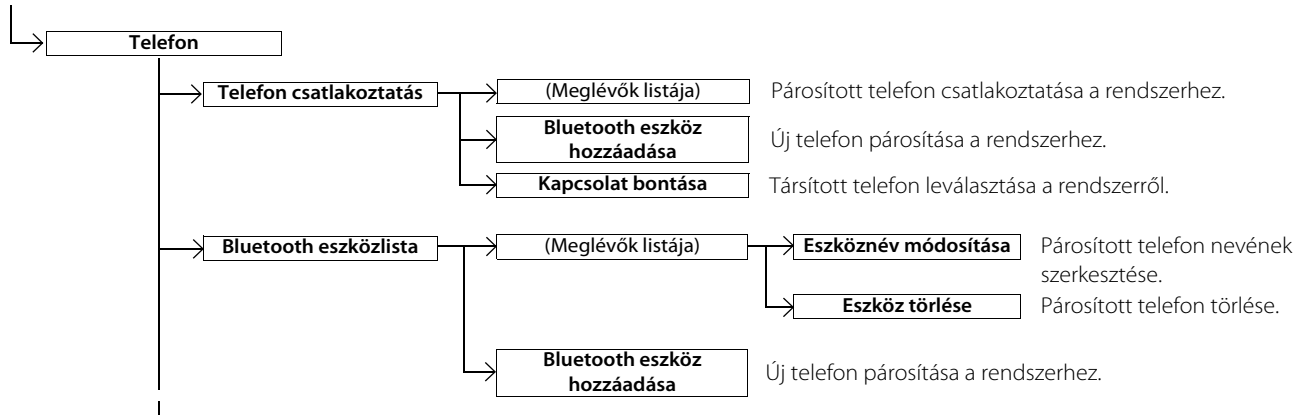 Telefon
Telefon csatlakoztatás
(Meglévők listája)
Párosított telefon csatlakoztatása a rendszerhez.
Bluetooth eszköz
hozzáadása
Új telefon párosítása a rendszerhez.
Kapcsolat bontása
Társított telefon leválasztása a rendszerről.
Bluetooth eszközlista
(Meglévők listája)
Eszköznév módosítása
Párosított telefon nevének
szerkesztése.
Eszköz törlése
Párosított telefon törlése.
Bluetooth eszköz
hozzáadása
Új telefon párosítása a rendszerhez.